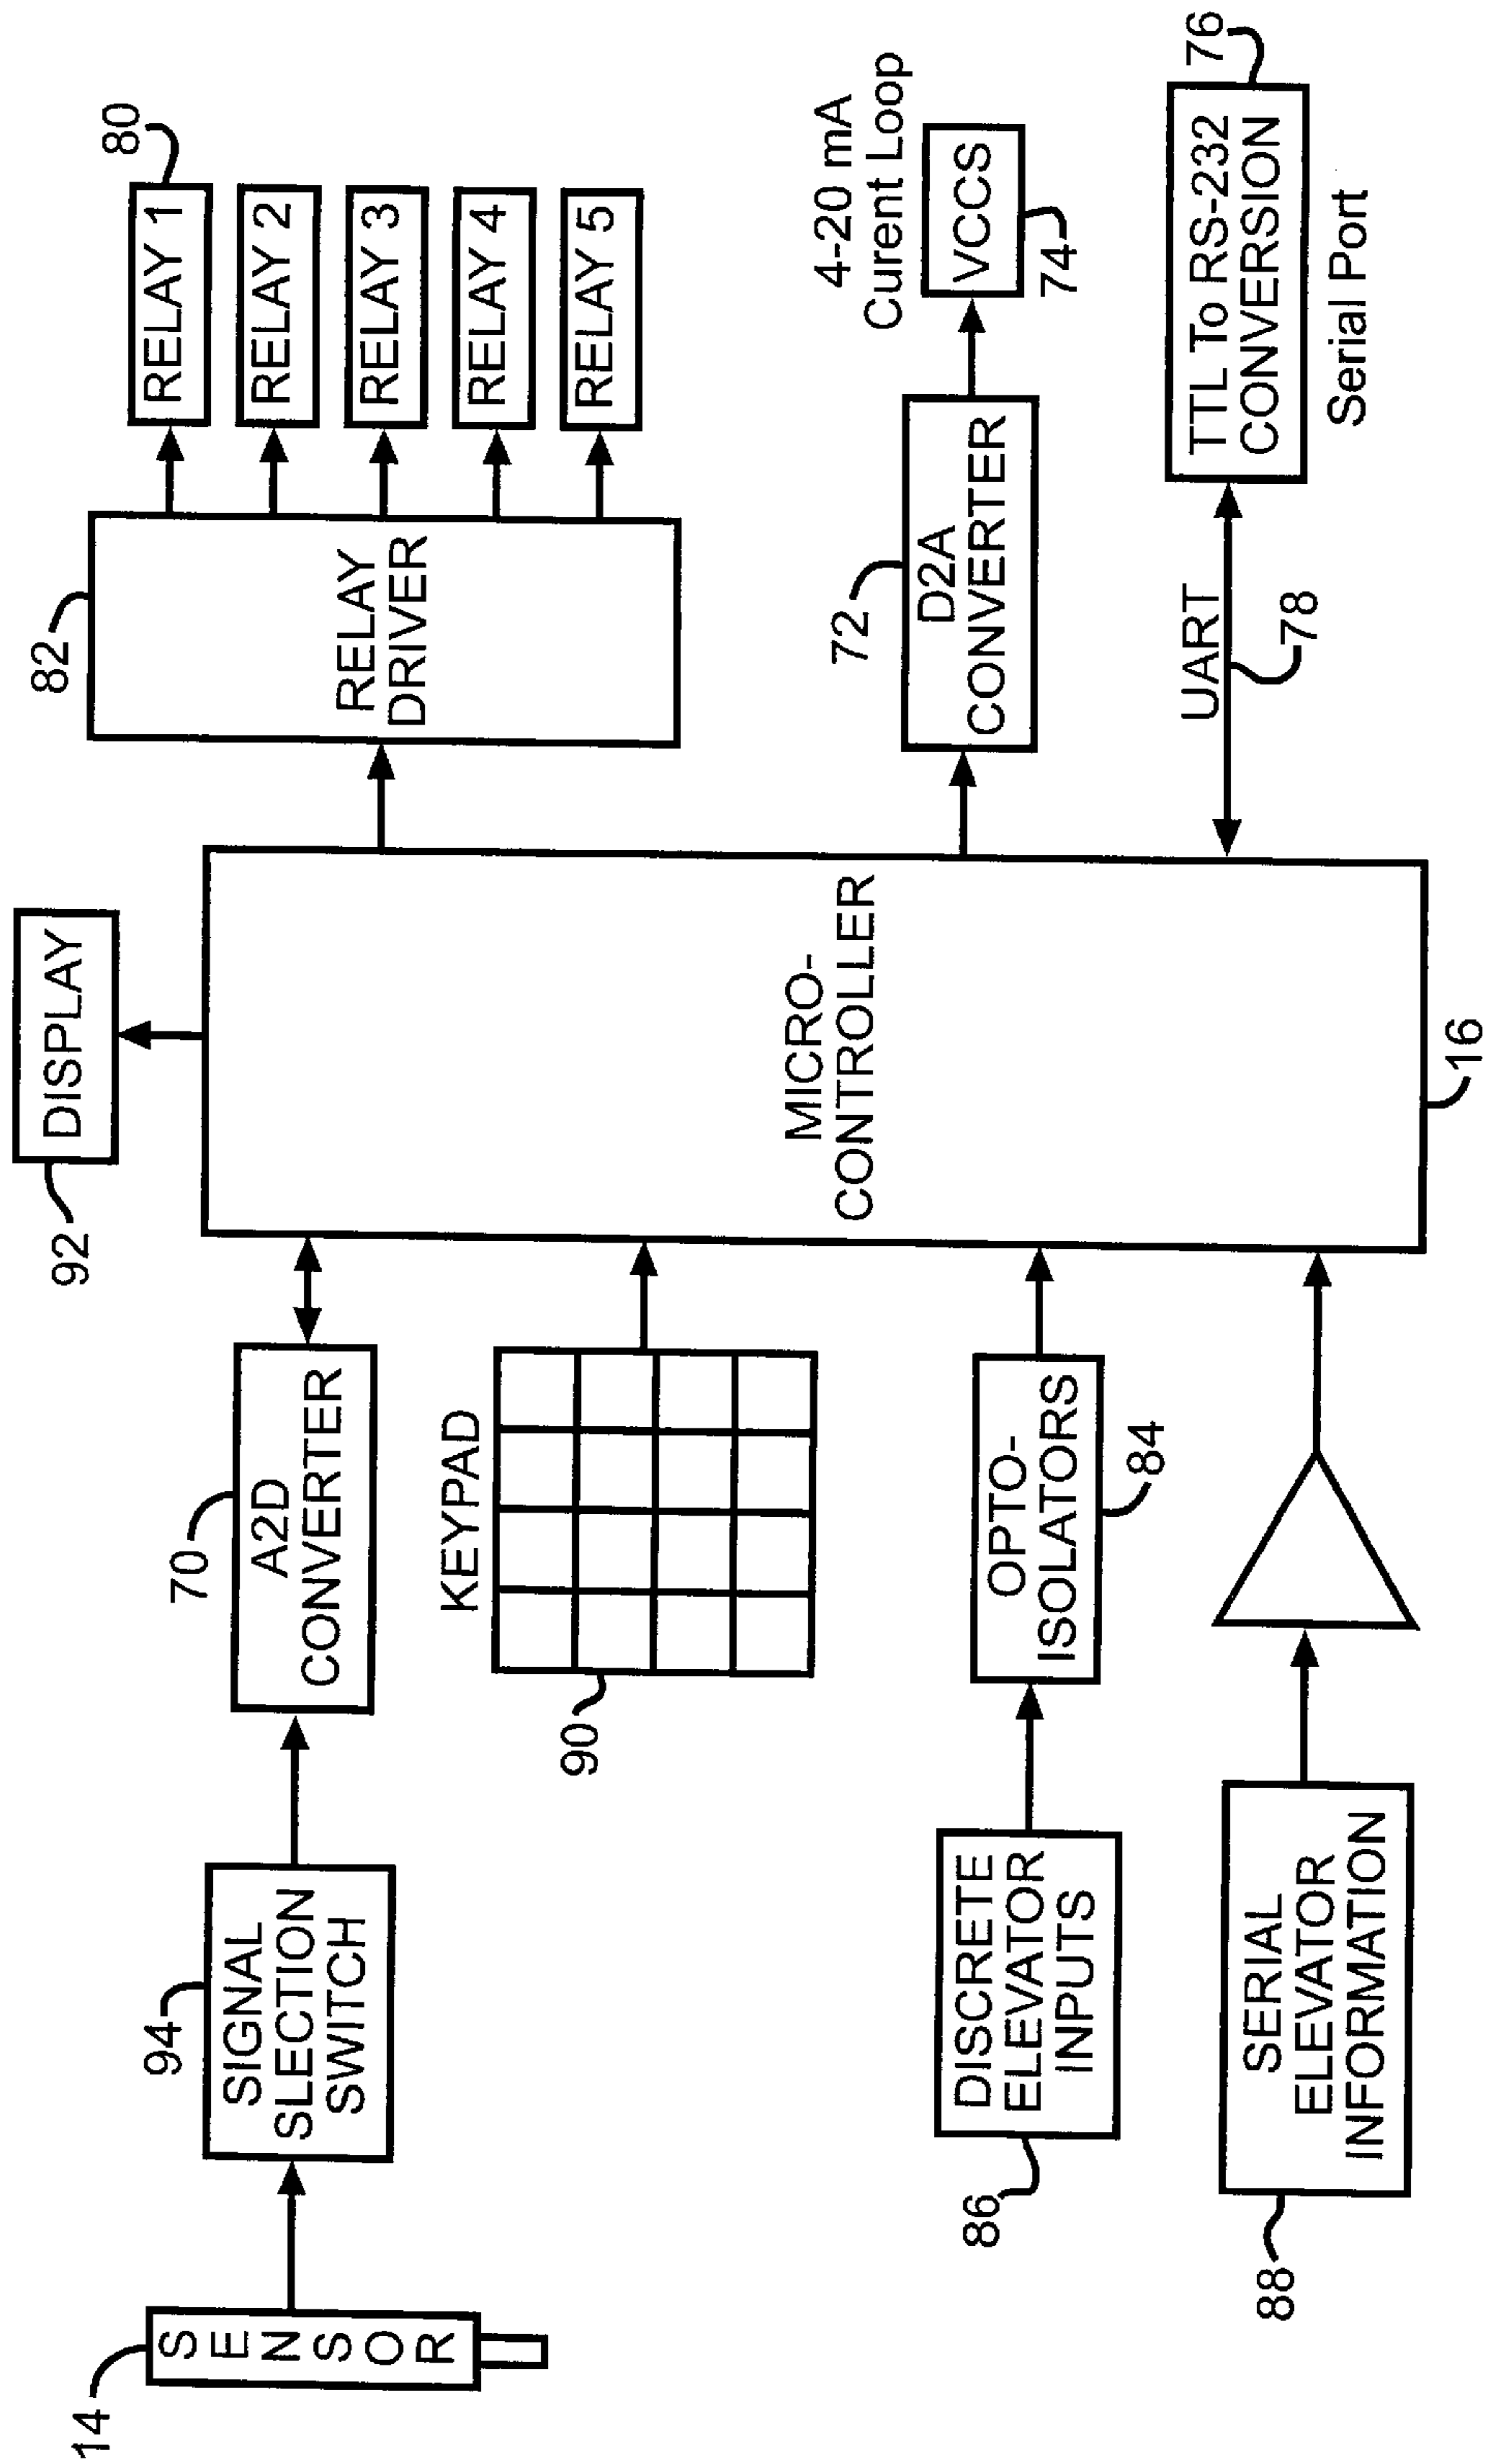 92
DISPLAY
80
RELAY 1
RELAY 2
RELAY 3
RELAY 4
RELAY 5
82
RELAY
DRIVER
94
SIGNAL
SLECTION
SWITCH
70
A2D
CONVERTER
14
SENSOR
KEYPAD
90
MICRO-
CONTROLLER
16
72
D2A
CONVERTER
4-20 mA
Curent Loop
VCCS
74
86
DISCRETE
ELEVATOR
INPUTS
OPTO-
ISOLATORS
84
UART
78
76
TTL To RS-232
CONVERSION
Serial Port
88
SERIAL
ELEVATOR
INFORMATION